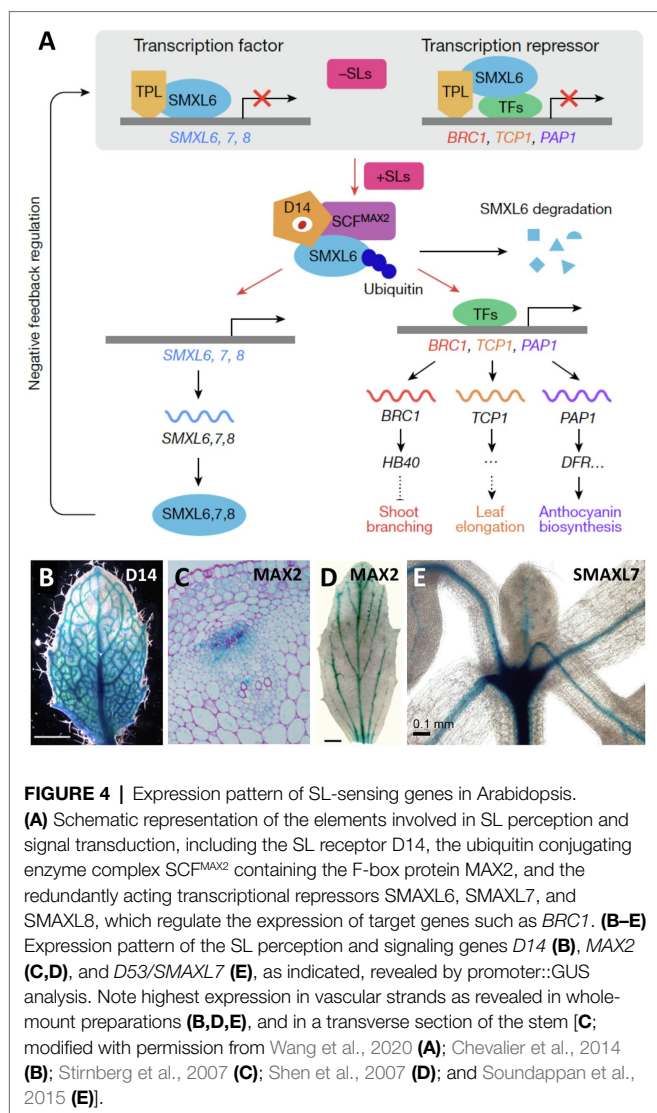 A
Transcription factor
Transcription repressor
–SLs
TPL
SMXL6
TPL
SMXL6
TFs
SMXL6, 7, 8
BRC1, TCP1, PAP1
+SLs
D14
SCFMAX2
SMXL6
Ubiquitin
SMXL6 degradation
Negative feedback regulation
TFs
SMXL6, 7, 8
BRC1, TCP1, PAP1
SMXL6,7,8
BRC1
TCP1
PAP1
HB40
...
DFR...
SMXL6,7,8
Shoot
branching
Leaf
elongation
Anthocyanin
biosynthesis
B
D14
C
MAX2
D
MAX2
E
SMAXL7
0.1 mm
FIGURE 4 | Expression pattern of SL-sensing genes in Arabidopsis.
(A) Schematic representation of the elements involved in SL perception and
signal transduction, including the SL receptor D14, the ubiquitin conjugating
enzyme complex SCFMAX2 containing the F-box protein MAX2, and the
redundantly acting transcriptional repressors SMAXL6, SMAXL7, and
SMAXL8, which regulate the expression of target genes such as BRC1. (B–E)
Expression pattern of the SL perception and signaling genes D14 (B), MAX2
(C,D), and D53/SMAXL7 (E), as indicated, revealed by promoter::GUS
analysis. Note highest expression in vascular strands as revealed in whole-
mount preparations (B,D,E), and in a transverse section of the stem [C;
modified with permission from Wang et al., 2020 (A); Chevalier et al., 2014
(B); Stirnberg et al., 2007 (C); Shen et al., 2007 (D); and Soundappan et al.,
2015 (E)].